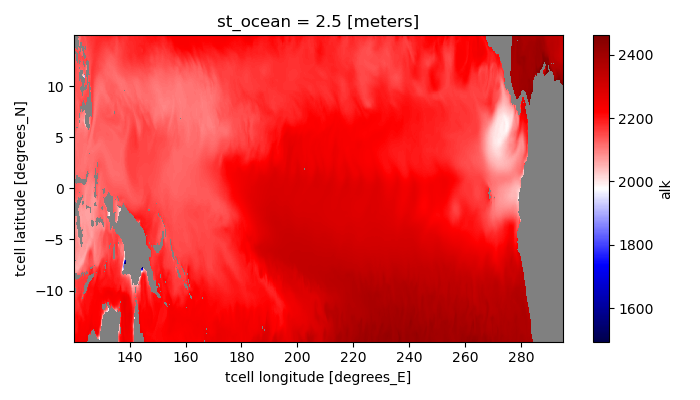 st_ocean = 2.5 [meters]
tcell latitude [degrees_N]
10
5
0
−5
−10
140 160 180 200 220 240 260 280
tcell longitude [degrees_E]
2400
2200
2000
1800
1600
alk